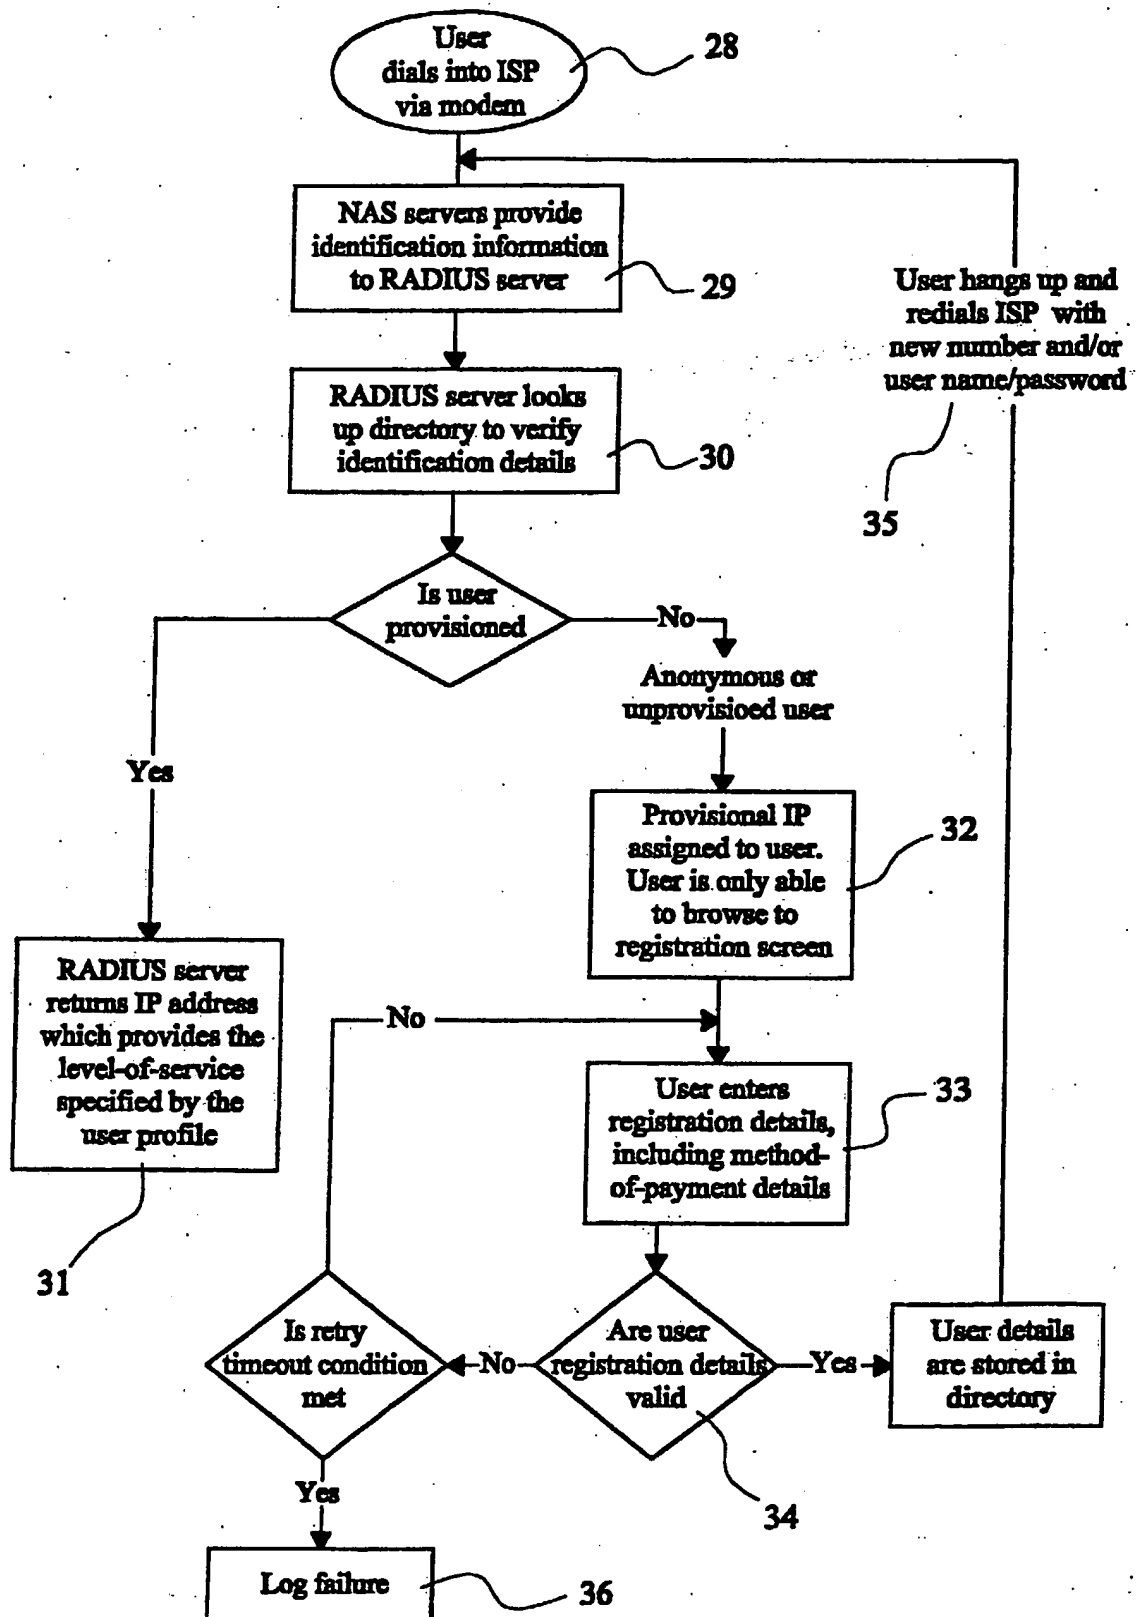 User
dials into ISP
via modem
28
NAS servers provide
identification information
to RADIUS server
29
User hangs up and
redials ISP with
new number and/or
user name/password
35
RADIUS server looks
up directory to verify
identification details
30
Is user
provisioned
No
Anonymous or
unprovisioed user
Yes
Provisional IP
assigned to user.
User is only able
to browse to
registration screen
32
RADIUS server
returns IP address
which provides the
level-of-service
specified by the
user profile
31
No
User enters
registration details,
including method-
of-payment details
33
Is retry
timeout condition
met
No
Are user
registration details
valid
34
Yes
User details
are stored in
directory
Yes
Log failure
36